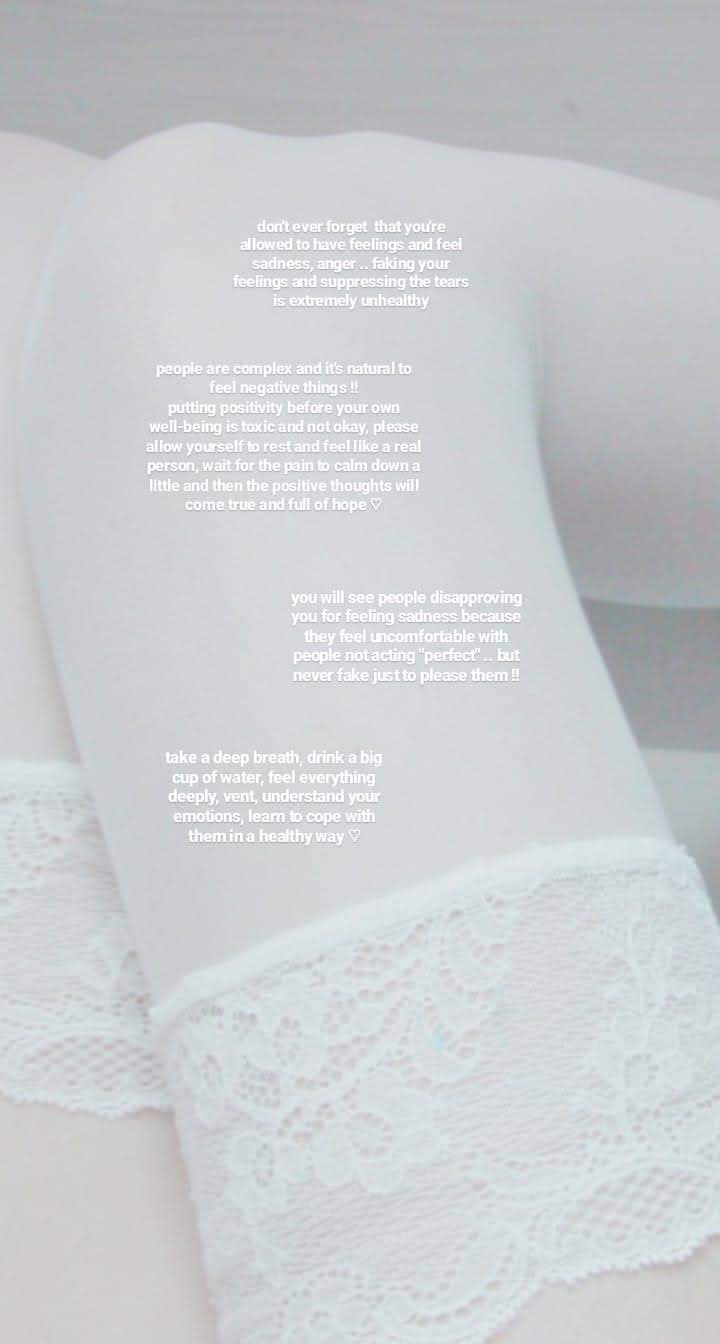 don't ever forget that you're
allowed to have feelings and feel
sadness, anger .. faking your
feelings and suppressing the tears
is extremely unhealthy
people are complex and it's natural to
feel negative things !!
putting positivity before your own
well-being is toxic and not okay, please
allow yourself to rest and feel like a real
person, wait for the pain to calm down a
little and then the positive thoughts will
come true and full of hope ♡
you will see people disapproving
you for feeling sadness because
they feel uncomfortable with
people not acting "perfect" .. but
never fake just to please them !!
take a deep breath, drink a big
cup of water, feel everything
deeply, vent, understand your
emotions, learn to cope with
them in a healthy way ♡